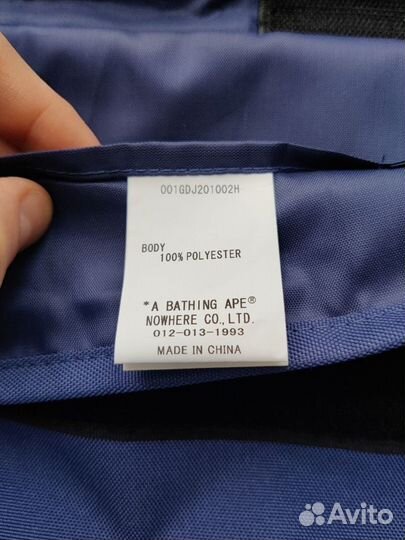 001GDJ201002H
BODY
100% POLYESTER
*A BATHING APE®
NOWHERE CO., LTD.
012-013-1993
MADE IN CHINA
Avito